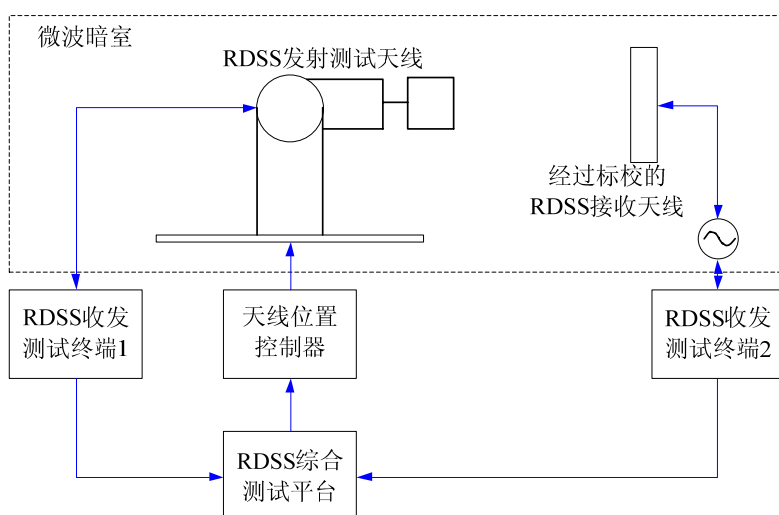 微波暗室
RDSS发射测试天线
经过标校的
RDSS接收天线
RDSS收发
测试终端1
天线位置
控制器
RDSS收发
测试终端2
RDSS综合
测试平台